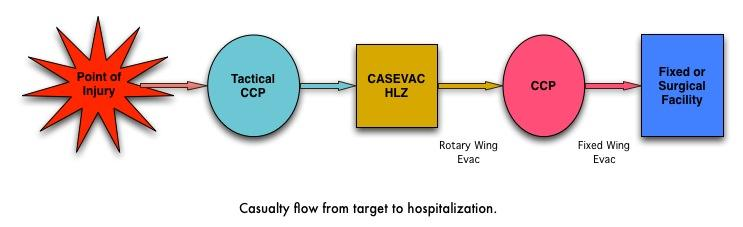 Point of
Injury
Tactical
CCP
CASEVAC
HLZ
CCP
Fixed or
Surgical
Facility
Rotary Wing
Evac
Fixed Wing
Evac
Casualty flow from target to hospitalization.